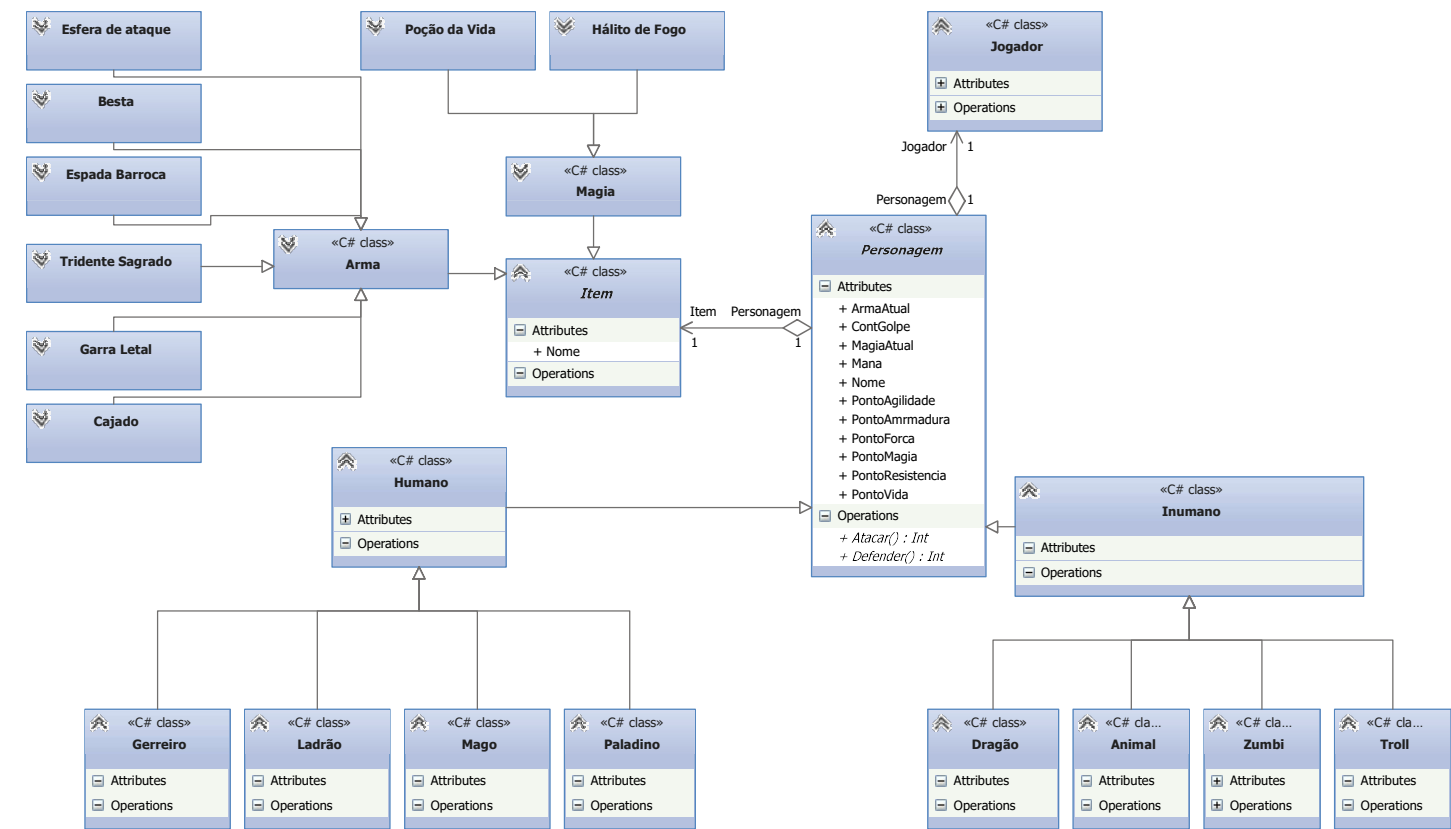 Esfera de ataque
Besta
Espada Barroca
Tridente Sagrado
Garra Letal
Cajado
Poção da Vida
Hálito de Fogo
«C# class»
Magia
«C# class»
Arma
«C# class»
Item
Attributes
+ Nome
Operations
Item
1
Personagem
1
«C# class»
Jogador
Attributes
Operations
Jogador
1
Personagem
1
«C# class»
Personagem
Attributes
+ ArmaAtual
+ ContGolpe
+ MagiaAtual
+ Mana
+ Nome
+ PontoAgilidade
+ PontoAmrmadura
+ PontoForca
+ PontoMagia
+ PontoResistencia
+ PontoVida
Operations
+ Atacar() : Int
+ Defender() : Int
«C# class»
Humano
Attributes
Operations
«C# class»
Inumano
Attributes
Operations
«C# class»
Gerreiro
Attributes
Operations
«C# class»
Ladrão
Attributes
Operations
«C# class»
Mago
Attributes
Operations
«C# class»
Paladino
Attributes
Operations
«C# class»
Dragão
Attributes
Operations
«C# cla...
Animal
Attributes
Operations
«C# cla...
Zumbi
Attributes
Operations
«C# cla...
Troll
Attributes
Operations